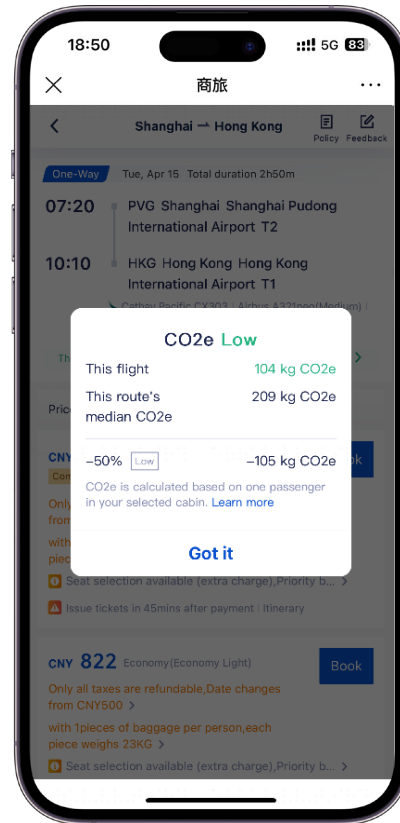 18:50
5G 83
商旅
Shanghai — Hong Kong
Policy Feedback
One-Way Tue, Apr 15 Total duration 2h50m
07:20 PVG Shanghai Shanghai Pudong
International Airport T2
10:10 HKG Hong Kong Hong Kong
International Airport T1
Cathay Pacific CX303 | Airbus A321neo(Medium) |
CO2e Low
This flight 104 kg CO2e
This route's 209 kg CO2e
median CO2e
−50% Low −105 kg CO2e
CO2e is calculated based on one passenger
in your selected cabin. Learn more
Got it
Seat selection available (extra charge),Priority b...
Issue tickets in 45mins after payment | Itinerary
CNY 822 Economy(Economy Light) Book
Only all taxes are refundable,Date changes
from CNY500 >
with 1pieces of baggage per person,each
piece weighs 23KG >
Seat selection available (extra charge),Priority b... >